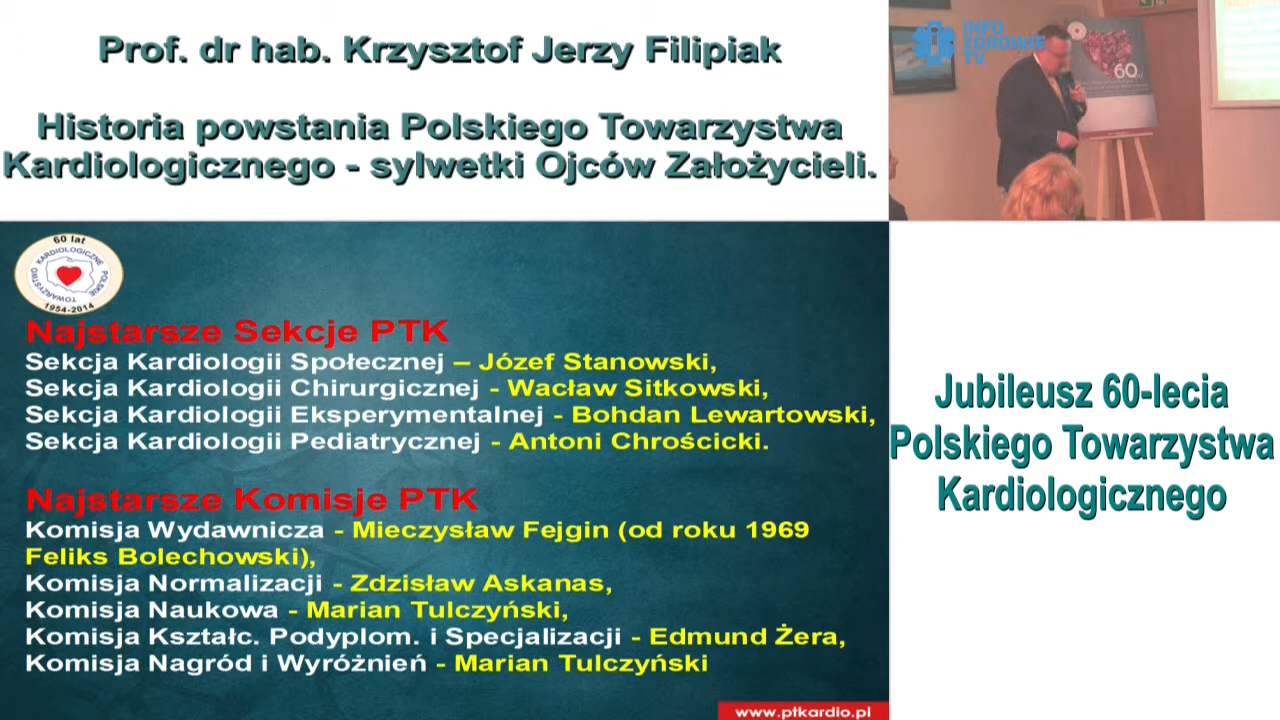 Prof. dr hab. Krzysztof Jerzy Filipiak
Historia powstania Polskiego Towarzystwa
Kardiologicznego - sylwetki Ojców Założycieli.
INFO
ZDROWIE
TV
60
60 lat
POLSKIE TOWARZYSTWO KARDIOLOGICZNE
1954-2014
Najstarsze Sekcje PTK
Sekcja Kardiologii Społecznej – Józef Stanowski,
Sekcja Kardiologii Chirurgicznej - Wacław Sitkowski,
Sekcja Kardiologii Eksperymentalnej - Bohdan Lewartowski,
Sekcja Kardiologii Pediatrycznej - Antoni Chrościcki.
Najstarsze Komisje PTK
Komisja Wydawnicza - Mieczysław Fejgin (od roku 1969
Feliks Bolechowski),
Komisja Normalizacji - Zdzisław Askanas,
Komisja Naukowa - Marian Tulczyński,
Komisja Kształc. Podyplom. i Specjalizacji - Edmund Żera,
Komisja Nagród i Wyróżnień - Marian Tulczyński
www.ptkardio.pl
Jubileusz 60-lecia
Polskiego Towarzystwa
Kardiologicznego